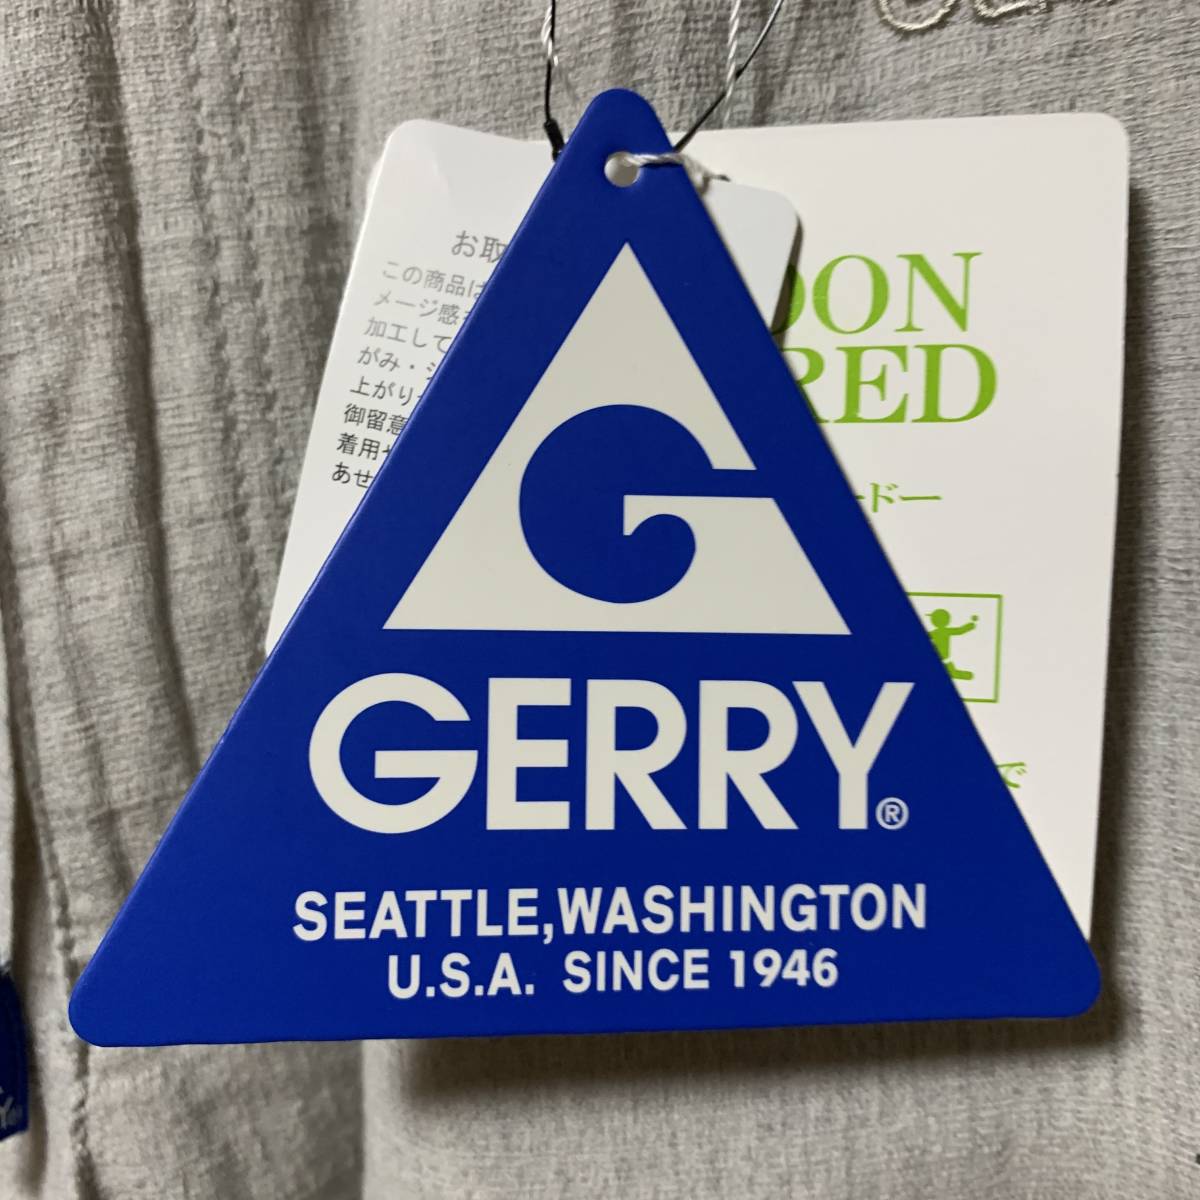 お取
この商品は
メージ感
加工して
がみ・シ
上がり
御留意
着用や
あせ
DON
RED
ードー
で
G
GERRY®
SEATTLE, WASHINGTON
U.S.A. SINCE 1946